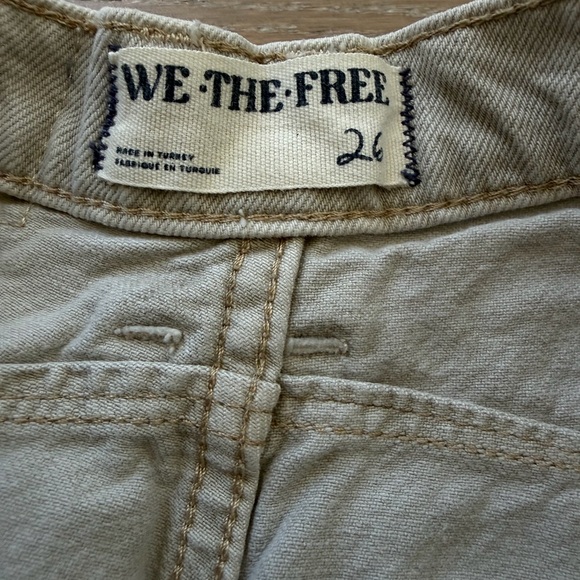 WE·THE·FREE
26
MADE IN TURKEY
FABRIQUÉ EN TURQUIE